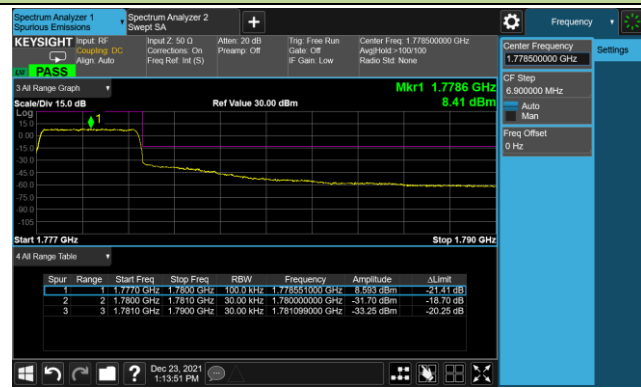 Spectrum Analyzer 1
Spurious Emissions
Spectrum Analyzer 2
Swept SA
Frequency
KEYSIGHT
Input: RF
Coupling: DC
Align: Auto
Input Z: 50 Ω
Corrections: On
Freq Ref: Int (S)
Atten: 20 dB
Preamp: Off
Trig: Free Run
Gate: Off
IF Gain: Low
Center Freq: 1.778500000 GHz
Avg|Hold:>100/100
Radio Std: None
PASS
3 All Range Graph
Mkr1 1.7786 GHz
Scale/Div 15.0 dB
Ref Value 30.00 dBm
8.41 dBm
Log
15.0
0.00
-15.0
-30.0
-45.0
-60.0
-75.0
-90.0
-105
1
Start 1.777 GHz
Stop 1.790 GHz
4 All Range Table
Spur Range Start Freq Stop Freq RBW Frequency Amplitude ΔLimit
1 1 1.7770 GHz 1.7800 GHz 100.0 kHz 1.778551000 GHz 8.593 dBm -21.41 dB
2 2 1.7800 GHz 1.7810 GHz 30.00 kHz 1.780000000 GHz -31.70 dBm -18.70 dB
3 3 1.7810 GHz 1.7900 GHz 30.00 kHz 1.781099000 GHz -33.25 dBm -20.25 dB
Center Frequency
1.778500000 GHz
Settings
CF Step
6.900000 MHz
Auto
Man
Freq Offset
0 Hz
?
Dec 23, 2021
1:13:51 PM